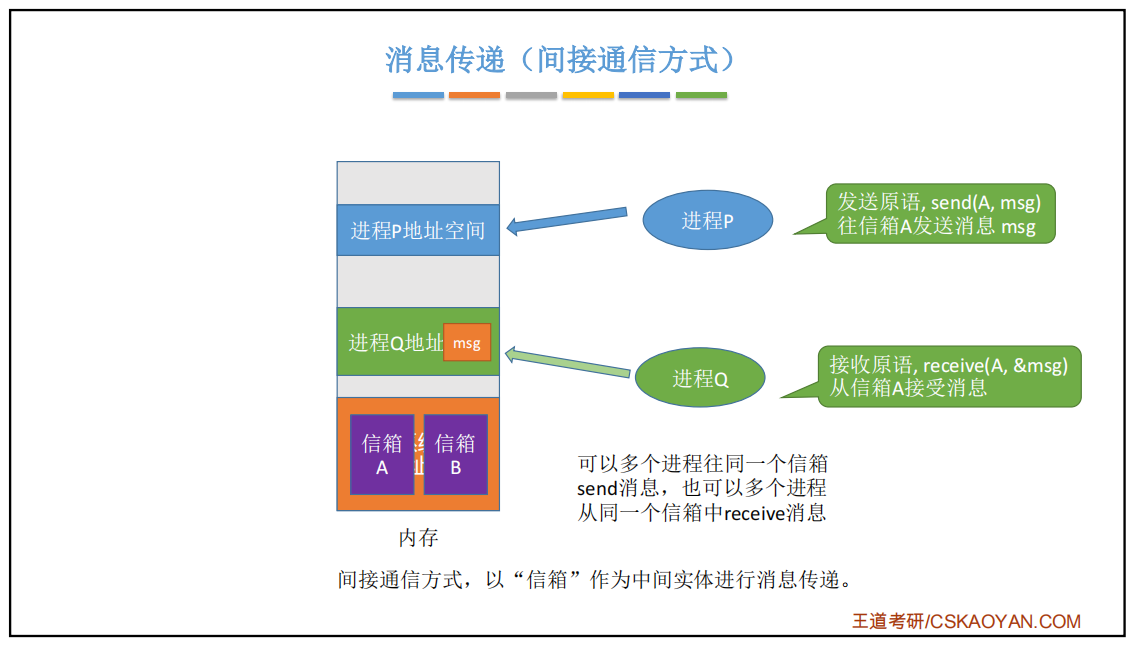 消息传递（间接通信方式）
进程P地址空间
进程P
发送原语, send(A, msg)
往信箱A发送消息 msg
进程Q地址
msg
进程Q
接收原语, receive(A, &msg)
从信箱A接受消息
信箱
A
信箱
B
可以多个进程往同一个信箱
send消息，也可以多个进程
从同一个信箱中receive消息
内存
间接通信方式，以“信箱”作为中间实体进行消息传递。
王道考研/CSKAOYAN.COM